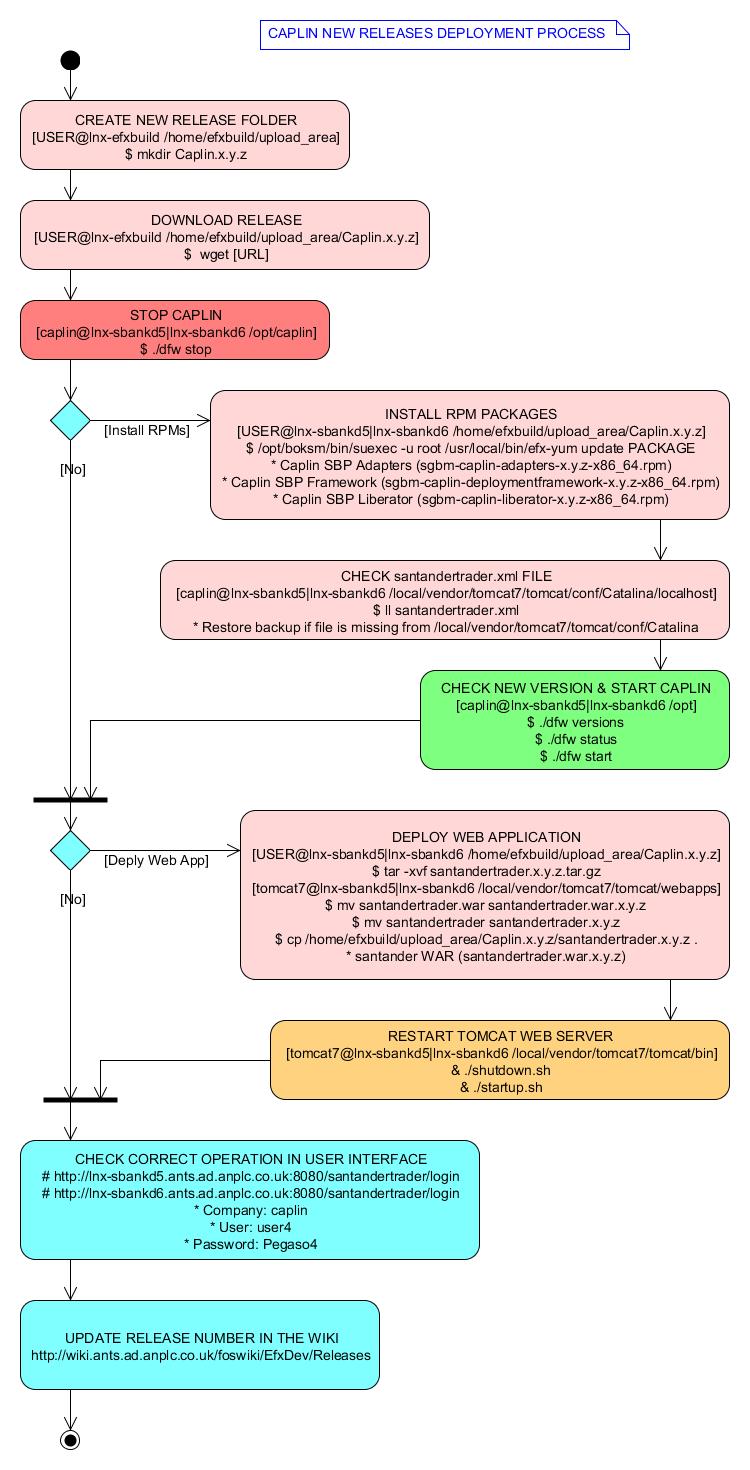 CAPLIN NEW RELEASES DEPLOYMENT PROCESS
CREATE NEW RELEASE FOLDER
[USER@lnx-efxbuild /home/efxbuild/upload_area]
$ mkdir Caplin.x.y.z
DOWNLOAD RELEASE
[USER@lnx-efxbuild /home/efxbuild/upload_area/Caplin.x.y.z]
$ wget [URL]
STOP CAPLIN
[caplin@lnx-sbankd5|lnx-sbankd6 /opt/caplin]
$ ./dfw stop
[Install RPMs]
[No]
INSTALL RPM PACKAGES
[USER@lnx-sbankd5|lnx-sbankd6 /home/efxbuild/upload_area/Caplin.x.y.z]
$ /opt/boksm/bin/suexec -u root /usr/local/bin/efx-yum update PACKAGE
* Caplin SBP Adapters (sgbm-caplin-adapters-x.y.z-x86_64.rpm)
* Caplin SBP Framework (sgbm-caplin-deploymentframework-x.y.z-x86_64.rpm)
* Caplin SBP Liberator (sgbm-caplin-liberator-x.y.z-x86_64.rpm)
CHECK santandertrader.xml FILE
[caplin@lnx-sbankd5|lnx-sbankd6 /local/vendor/tomcat7/tomcat/conf/Catalina/localhost]
$ ll santandertrader.xml
* Restore backup if file is missing from /local/vendor/tomcat7/tomcat/conf/Catalina
CHECK NEW VERSION & START CAPLIN
[caplin@lnx-sbankd5|lnx-sbankd6 /opt]
$ ./dfw versions
$ ./dfw status
$ ./dfw start
[Deply Web App]
[No]
DEPLOY WEB APPLICATION
[USER@lnx-sbankd5|lnx-sbankd6 /home/efxbuild/upload_area/Caplin.x.y.z]
$ tar -xvf santandertrader.x.y.z.tar.gz
[tomcat7@lnx-sbankd5|lnx-sbankd6 /local/vendor/tomcat7/tomcat/webapps]
$ mv santandertrader.war santandertrader.war.x.y.z
$ mv santandertrader santandertrader.x.y.z
$ cp /home/efxbuild/upload_area/Caplin.x.y.z/santandertrader.x.y.z .
* santander WAR (santandertrader.war.x.y.z)
RESTART TOMCAT WEB SERVER
[tomcat7@lnx-sbankd5|lnx-sbankd6 /local/vendor/tomcat7/tomcat/bin]
& ./shutdown.sh
& ./startup.sh
CHECK CORRECT OPERATION IN USER INTERFACE
# http://lnx-sbankd5.ants.ad.anplc.co.uk:8080/santandertrader/login
# http://lnx-sbankd6.ants.ad.anplc.co.uk:8080/santandertrader/login
* Company: caplin
* User: user4
* Password: Pegaso4
UPDATE RELEASE NUMBER IN THE WIKI
http://wiki.ants.ad.anplc.co.uk/foswiki/EfxDev/Releases